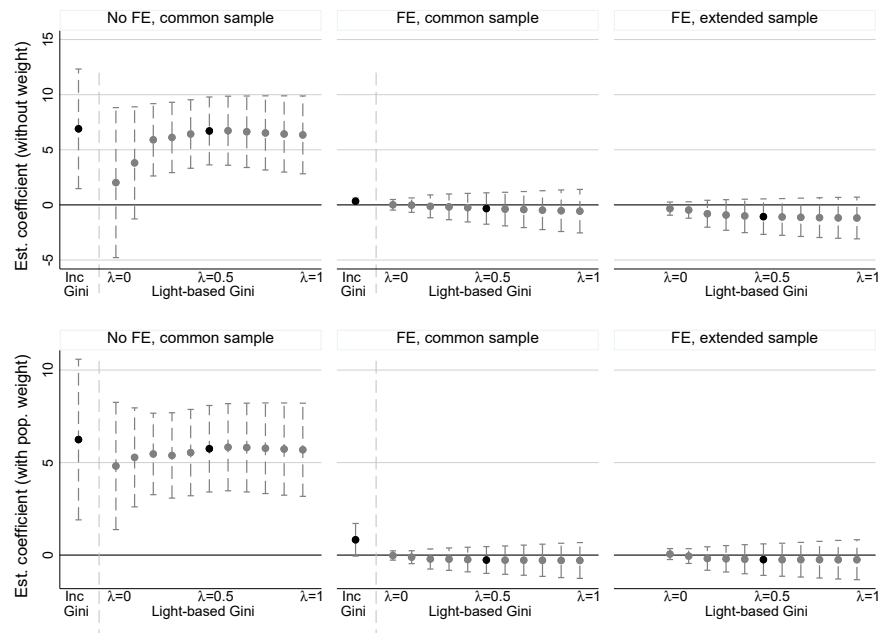 No FE, common sample
FE, common sample
FE, extended sample
Est. coefficient (without weight)
15
10
5
0
-5
Inc Gini
λ=0
λ=0.5
λ=1
Light-based Gini
Inc Gini
λ=0
λ=0.5
λ=1
Light-based Gini
λ=0
λ=0.5
λ=1
Light-based Gini
No FE, common sample
FE, common sample
FE, extended sample
Est. coefficient (with pop. weight)
10
5
0
Inc Gini
λ=0
λ=0.5
λ=1
Light-based Gini
Inc Gini
λ=0
λ=0.5
λ=1
Light-based Gini
λ=0
λ=0.5
λ=1
Light-based Gini